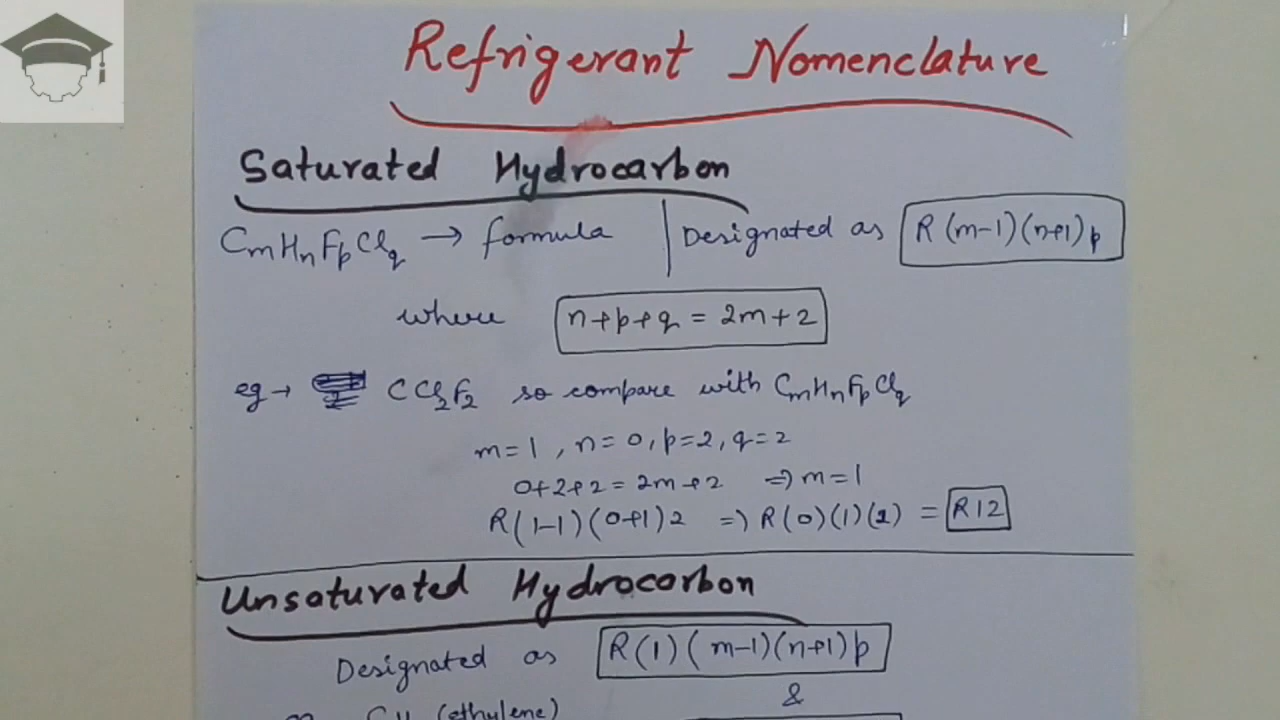 Refrigerant Nomenclature
Saturated Hydrocarbon
CmHnFpClq → formula | Designated as R(m-1)(n+1)p
where n+p+q = 2m+2
eg → CCl2F2 so compare with CmHnFpClq
m=1, n=0, p=2, q=2
0+2+2 = 2m+2 ⇒ m=1
R(1-1)(0+1)2 ⇒ R(0)(1)(2) = R12
Unsaturated Hydrocarbon
Designated as R(1)(m-1)(n+1)p
&
(ethylene)